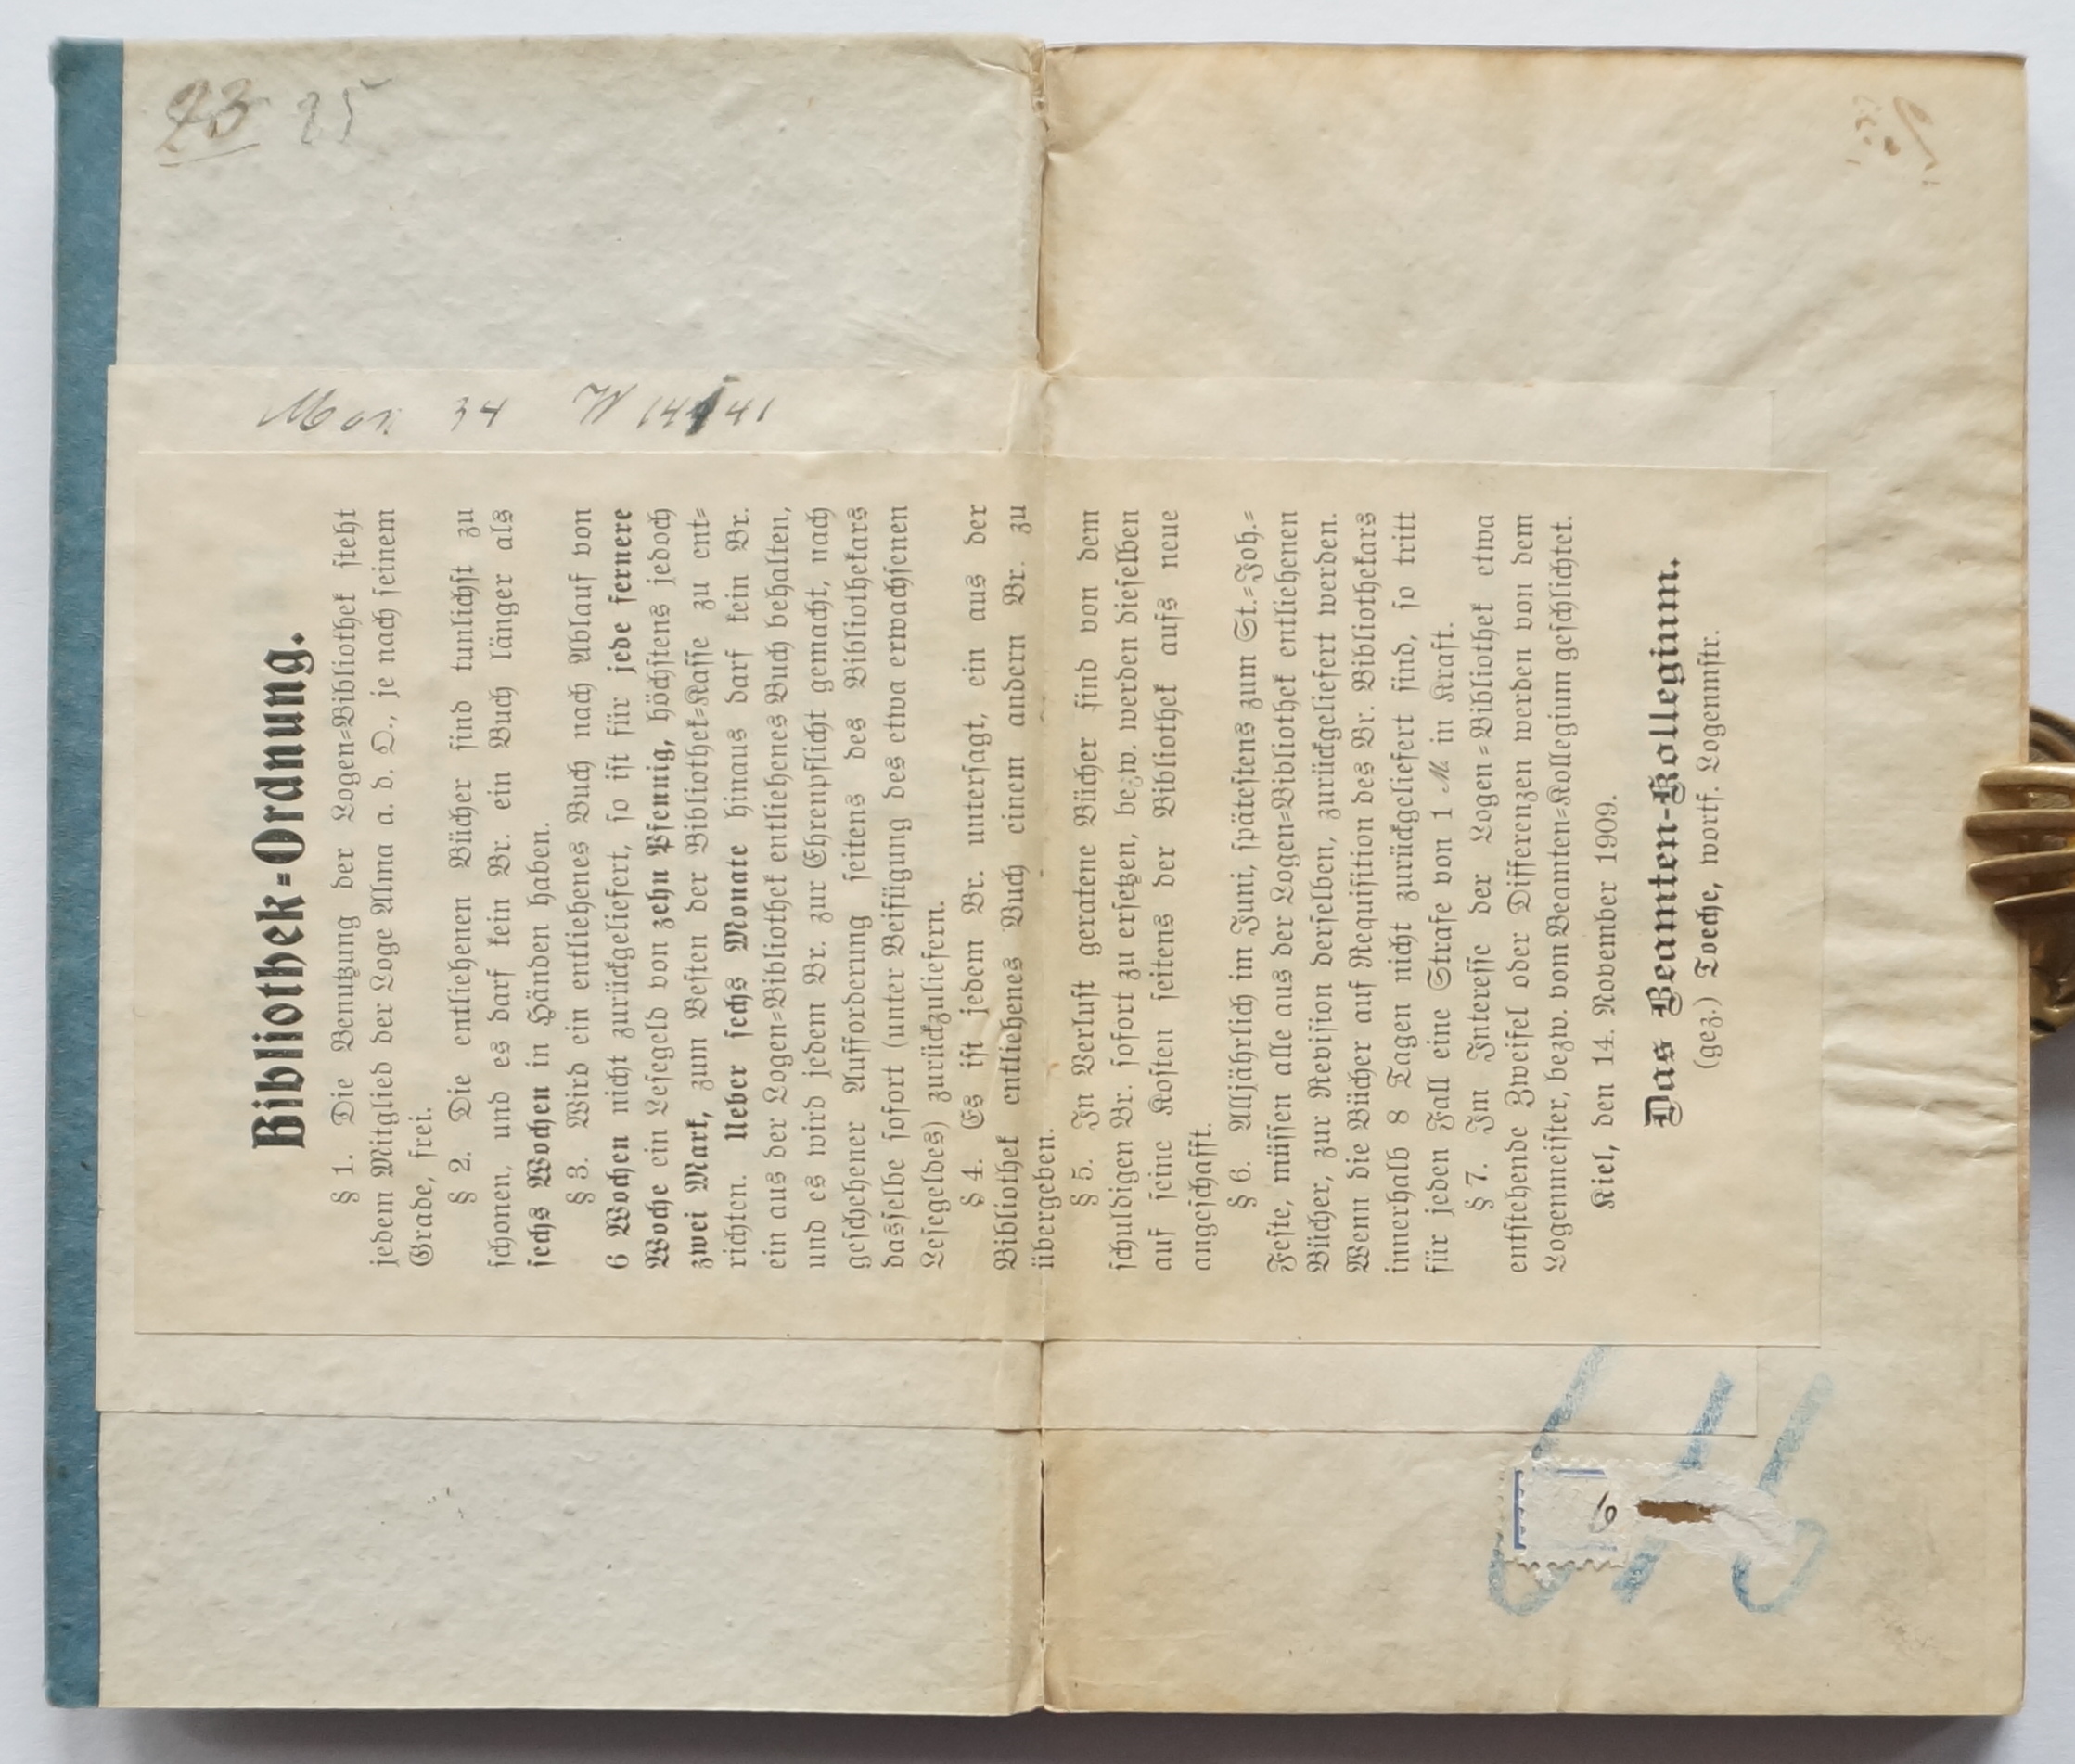 23 25
Mon. 34 W 141 41
Bibliothek-Ordnung.
§ 1. Die Benutzung der Logen-Bibliothek steht
jedem Mitglied der Loge Alma a. d. O., je nach seinem
Grade, frei.
§ 2. Die entliehenen Bücher sind tunlichst zu
schonen, und es darf kein Br. ein Buch länger als
sechs Wochen in Händen haben.
§ 3. Wird ein entliehenes Buch nach Ablauf von
6 Wochen nicht zurückgeliefert, so ist für jede fernere
Woche ein Lesegeld von zehn Pfennig, höchstens jedoch
zwei Mark, zum Besten der Bibliothek-Kasse zu ent-
richten. Ueber sechs Monate hinaus darf kein Br.
ein aus der Logen-Bibliothek entliehenes Buch behalten,
und es wird jedem Br. zur Ehrenpflicht gemacht, nach
geschehener Aufforderung seitens des Bibliothekars
dasselbe sofort (unter Beifügung des etwa erwachsenen
Lesegeldes) zurückzuliefern.
§ 4. Es ist jedem Br. untersagt, ein aus der
Bibliothek entliehenes Buch einem andern Br. zu
übergeben.
§ 5. In Verlust geratene Bücher sind von dem
schuldigen Br. sofort zu ersetzen, bezw. werden dieselben
auf seine Kosten seitens der Bibliothek aufs neue
angeschafft.
§ 6. Alljährlich im Juni, spätestens zum St.-Joh.-
Feste, müssen alle aus der Logen-Bibliothek entliehenen
Bücher, zur Revision derselben, zurückgeliefert werden.
Wenn die Bücher auf Requisition des Br. Bibliothekars
innerhalb 8 Tagen nicht zurückgeliefert sind, so tritt
für jeden Fall eine Strafe von 1 M. in Kraft.
§ 7. Im Interesse der Logen-Bibliothek etwa
entstehende Zweifel oder Differenzen werden von dem
Logenmeister, bezw. vom Beamten-Kollegium geschlichtet.
Kiel, den 14. November 1909.
Das Beamten-Kollegium.
(gez.) Toeche, wortf. Logenmstr.
6